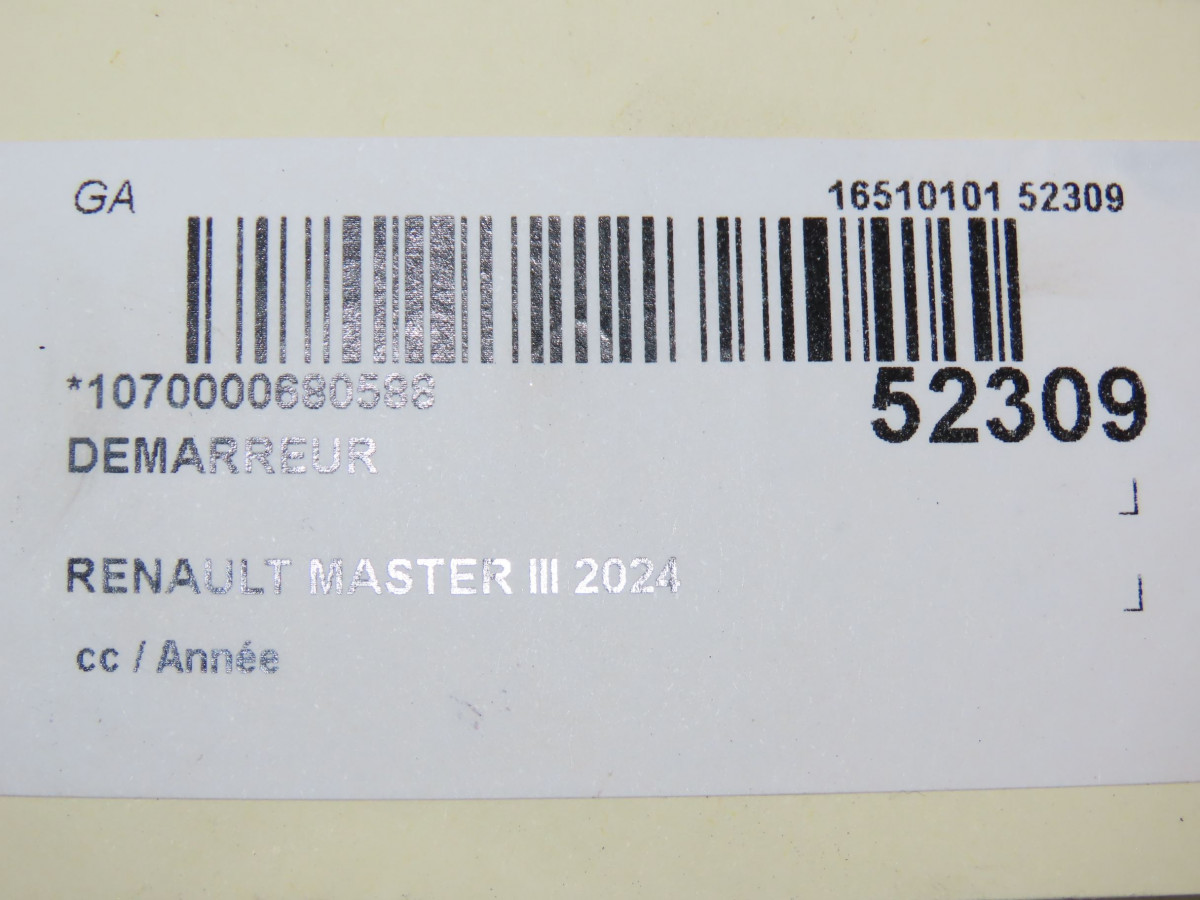 GA
16510101 52309
*1070000680588
52309
DEMARREUR
RENAULT MASTER III 2024
cc / Année